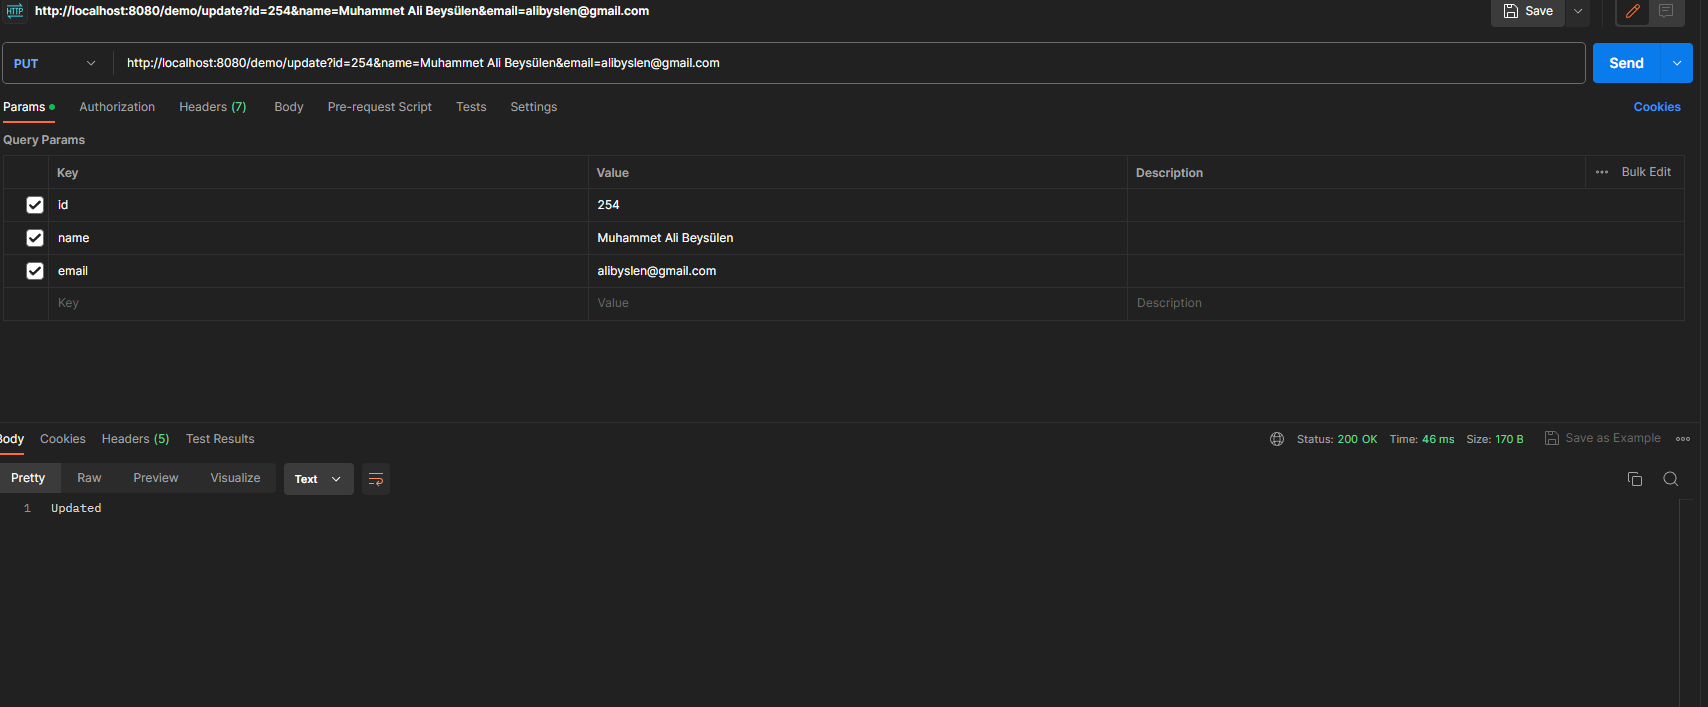 HTTP http://localhost:8080/demo/update?id=254&name=Muhammet Ali Beysülen&email=alibyslen@gmail.com Save
PUT http://localhost:8080/demo/update?id=254&name=Muhammet Ali Beysülen&email=alibyslen@gmail.com Send
Params Authorization Headers (7) Body Pre-request Script Tests Settings Cookies
Query Params
Key Value Description Bulk Edit
id 254
name Muhammet Ali Beysülen
email alibyslen@gmail.com
Key Value Description
Body Cookies Headers (5) Test Results Status: 200 OK Time: 46 ms Size: 170 B Save as Example
Pretty Raw Preview Visualize Text
1 Updated